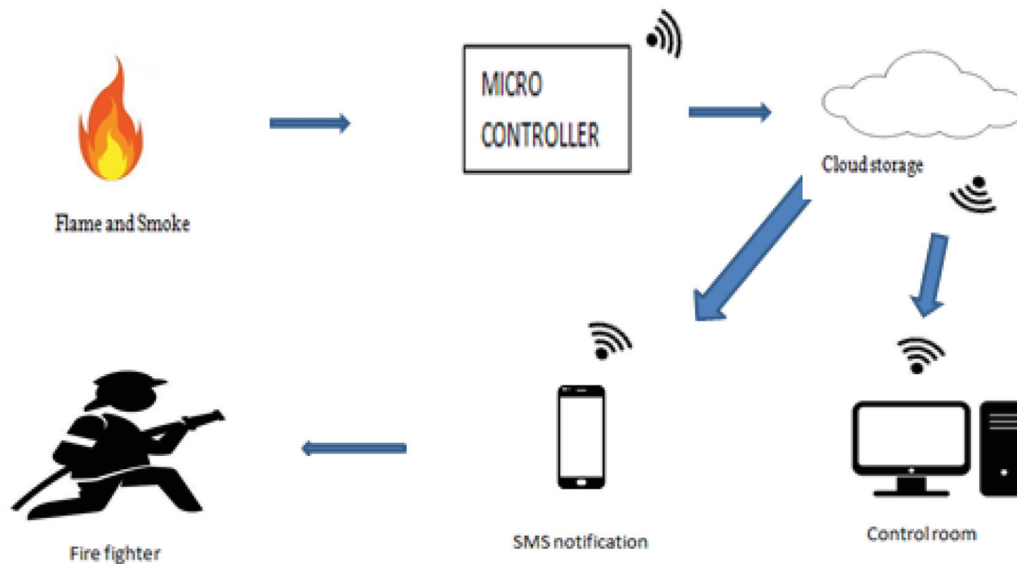 MICRO
CONTROLLER
Cloud storage
Flame and Smoke
Fire fighter
SMS notification
Control room